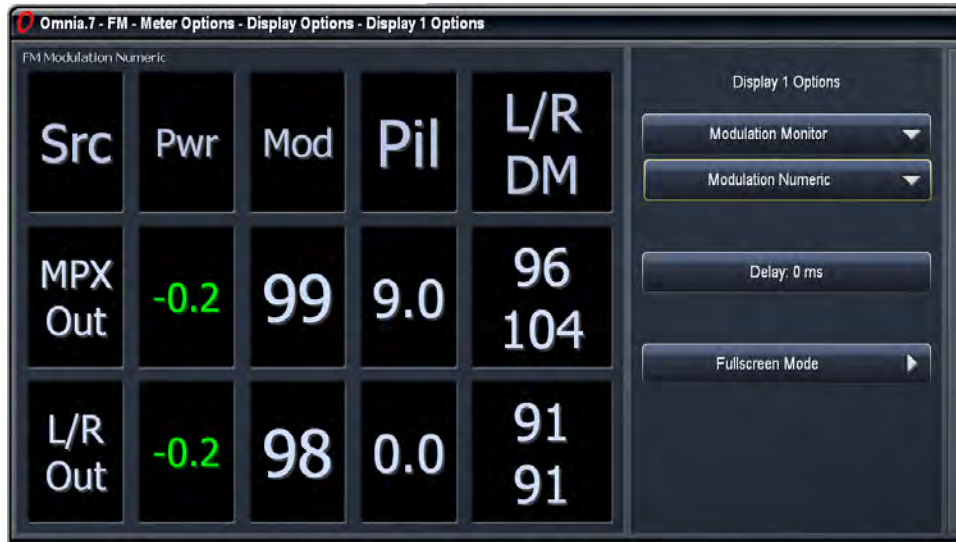 Omnia.7 - FM - Meter Options - Display Options - Display 1 Options
FM Modulation Numeric
Src Pwr Mod Pil L/R
DM
MPX
Out
-0.2 99 9.0 96
104
L/R
Out
-0.2 98 0.0 91
91
Display 1 Options
Modulation Monitor
Modulation Numeric
Delay: 0 ms
Fullscreen Mode